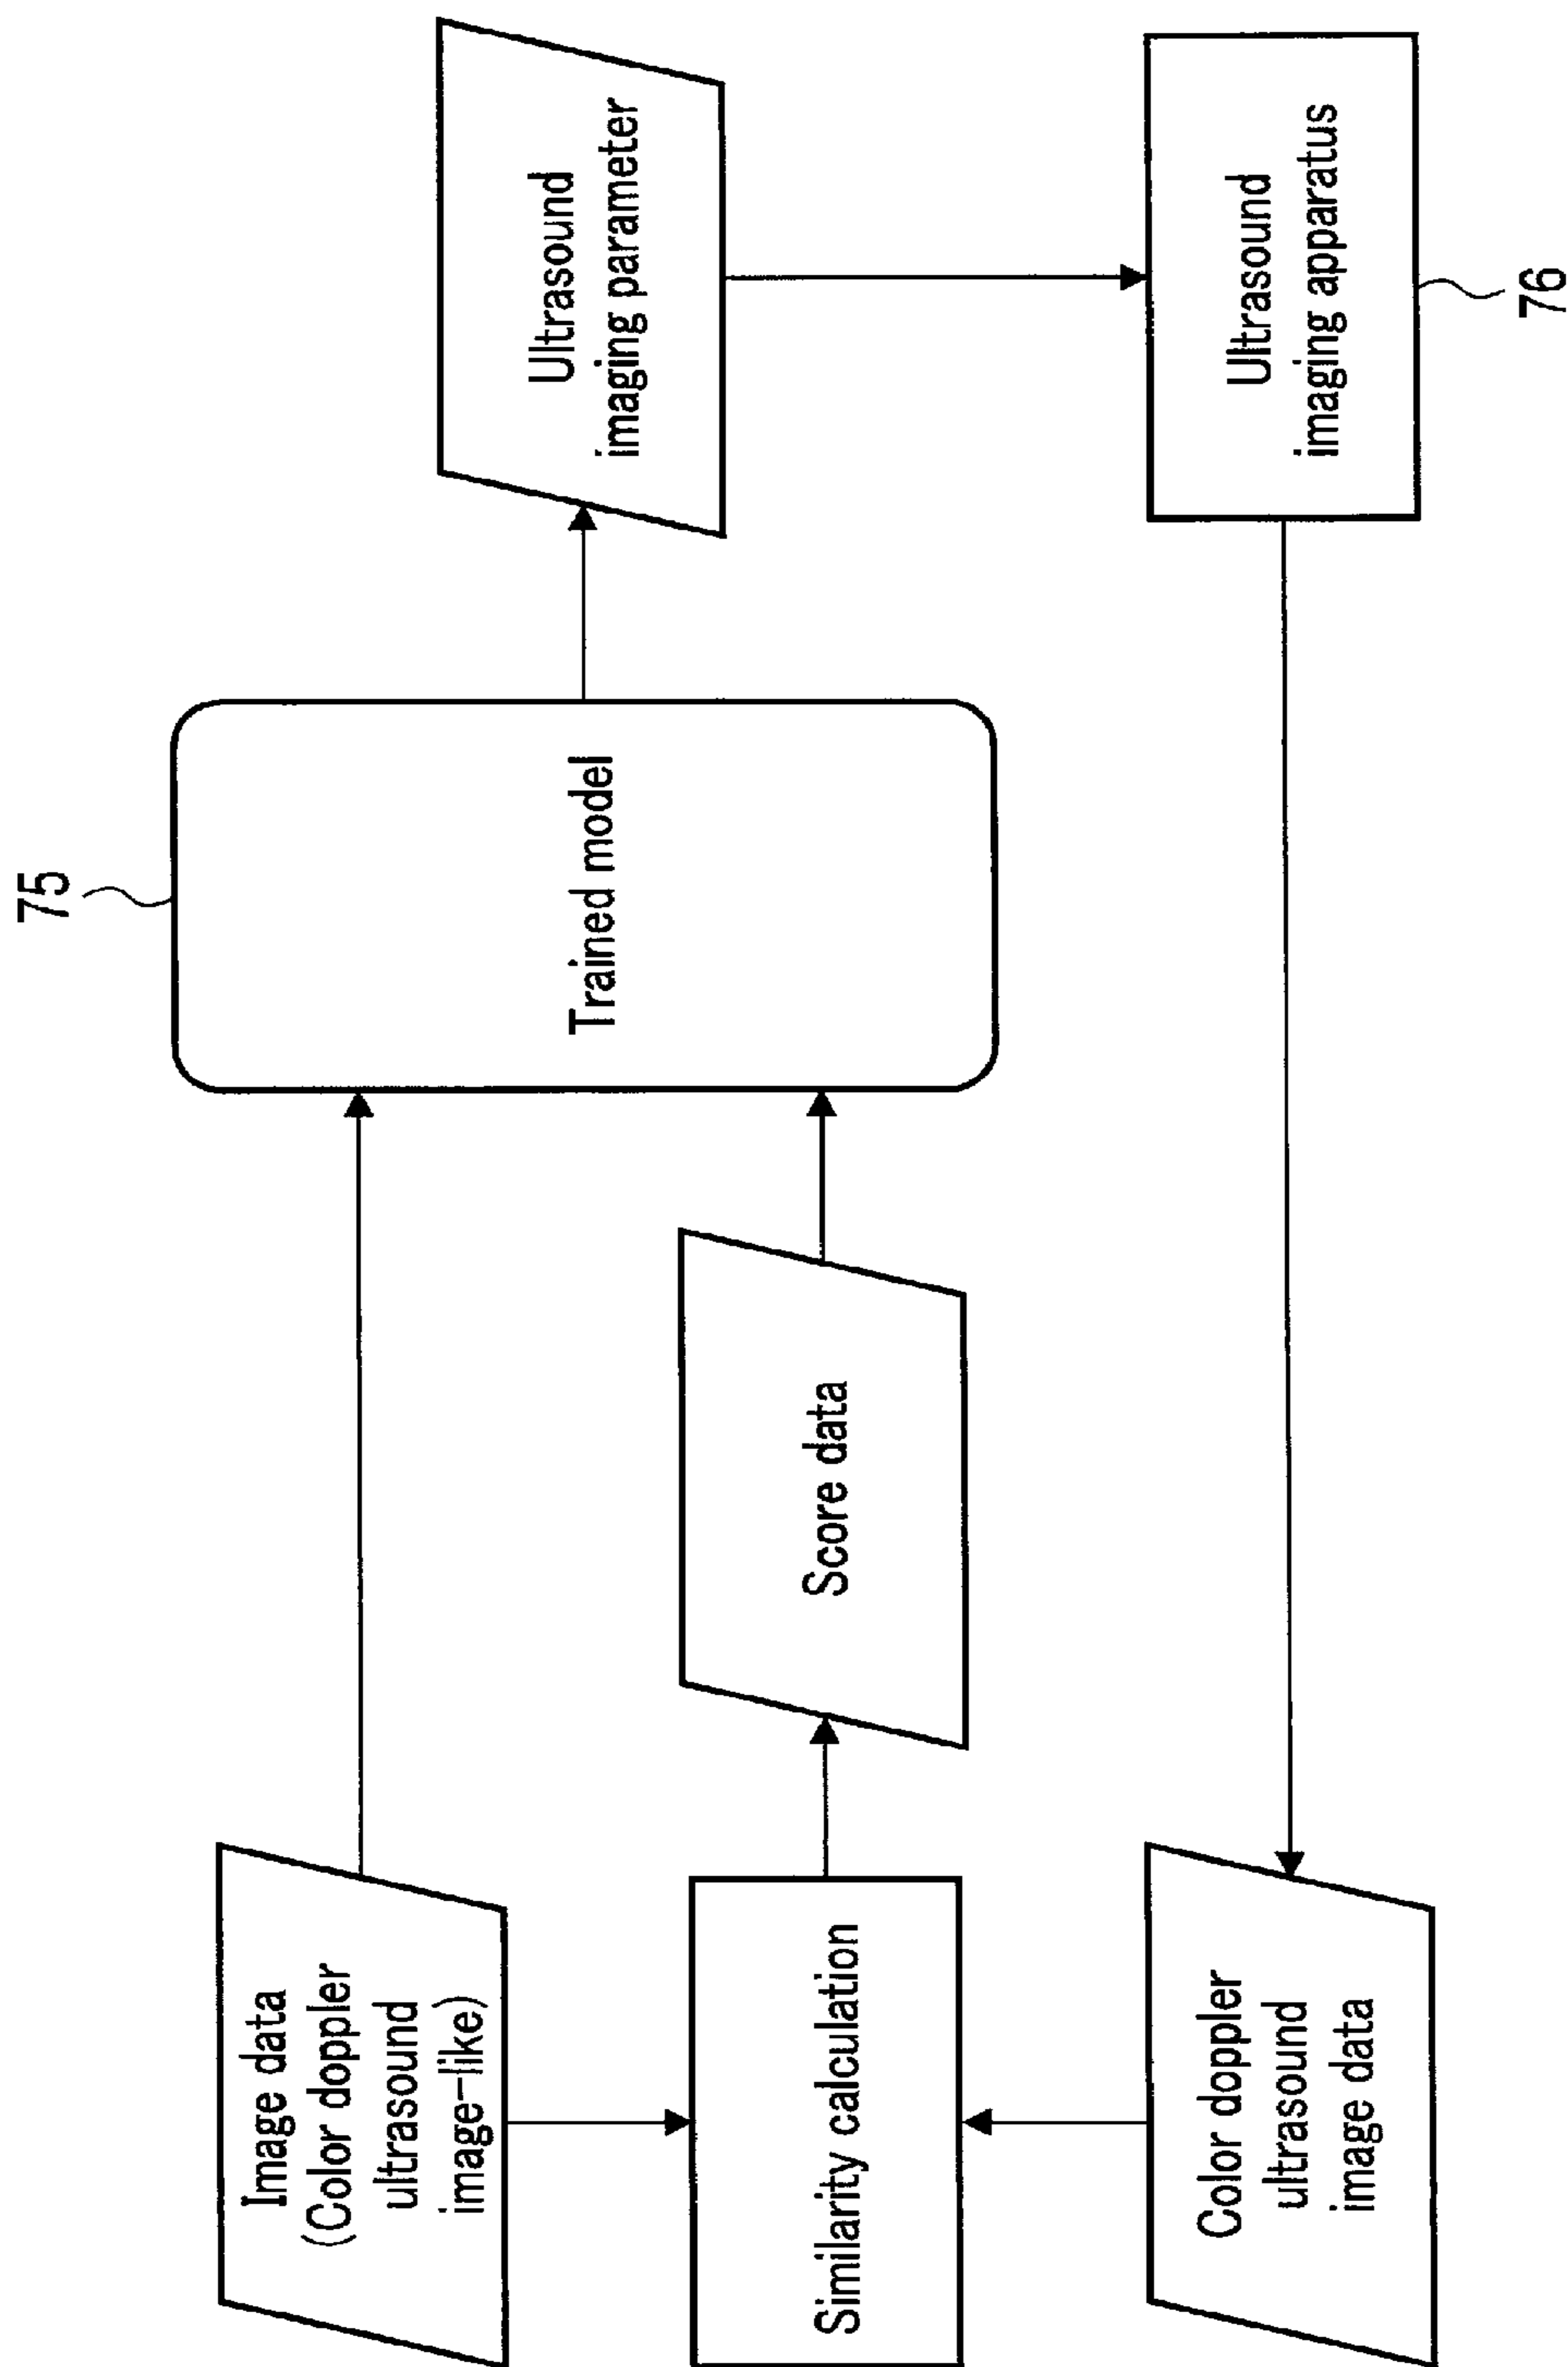 75
Image data
(Color doppler
ultrasound
image-like)
Trained model
Ultrasound
imaging parameter
Similarity calculation
Score data
Color doppler
ultrasound
image data
Ultrasound
imaging apparatus
76